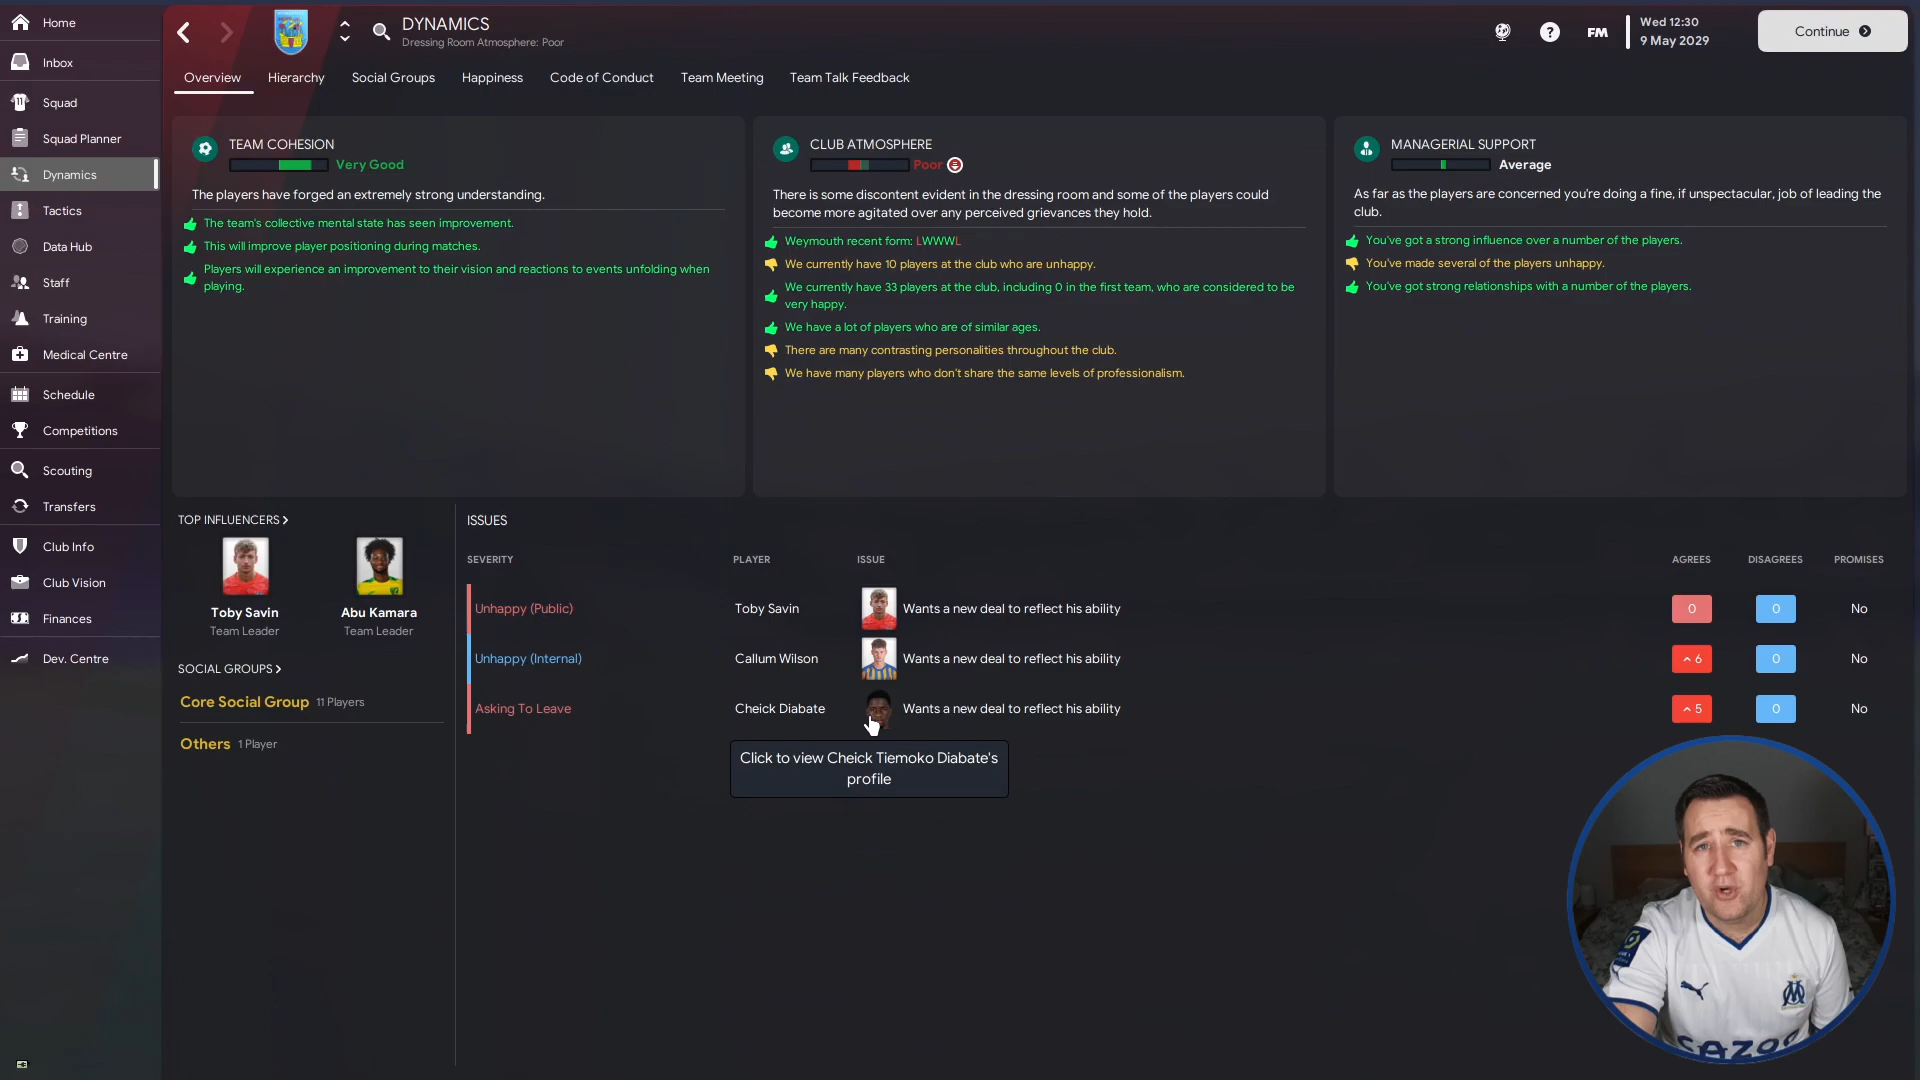 Home
Inbox
Squad
Squad Planner
Dynamics
Tactics
Data Hub
Staff
Training
Medical Centre
Schedule
Competitions
Scouting
Transfers
Club Info
Club Vision
Finances
Dev. Centre
DYNAMICS
Dressing Room Atmosphere: Poor
FM
Wed 12:30
9 May 2029
Continue
Overview
Hierarchy
Social Groups
Happiness
Code of Conduct
Team Meeting
Team Talk Feedback
TEAM COHESION
Very Good
The players have forged an extremely strong understanding.
The team's collective mental state has seen improvement.
This will improve player positioning during matches.
Players will experience an improvement to their vision and reactions to events unfolding when
playing.
CLUB ATMOSPHERE
Poor
There is some discontent evident in the dressing room and some of the players could
become more agitated over any perceived grievances they hold.
Weymouth recent form: LWWWL
We currently have 10 players at the club who are unhappy.
We currently have 33 players at the club, including 0 in the first team, who are considered to be
very happy.
We have a lot of players who are of similar ages.
There are many contrasting personalities throughout the club.
We have many players who don't share the same levels of professionalism.
MANAGERIAL SUPPORT
Average
As far as the players are concerned you're doing a fine, if unspectacular, job of leading the
club.
You've got a strong influence over a number of the players.
You've made several of the players unhappy.
You've got strong relationships with a number of the players.
TOP INFLUENCERS
Toby Savin
Team Leader
Abu Kamara
Team Leader
SOCIAL GROUPS
Core Social Group 11 Players
Others 1 Player
ISSUES
SEVERITY PLAYER ISSUE AGREES DISAGREES PROMISES
Unhappy (Public) Toby Savin Wants a new deal to reflect his ability 0 0 No
Unhappy (Internal) Callum Wilson Wants a new deal to reflect his ability 6 0 No
Asking To Leave Cheick Diabate Wants a new deal to reflect his ability 5 0 No
Click to view Cheick Tiemoko Diabate's
profile
CAZOO